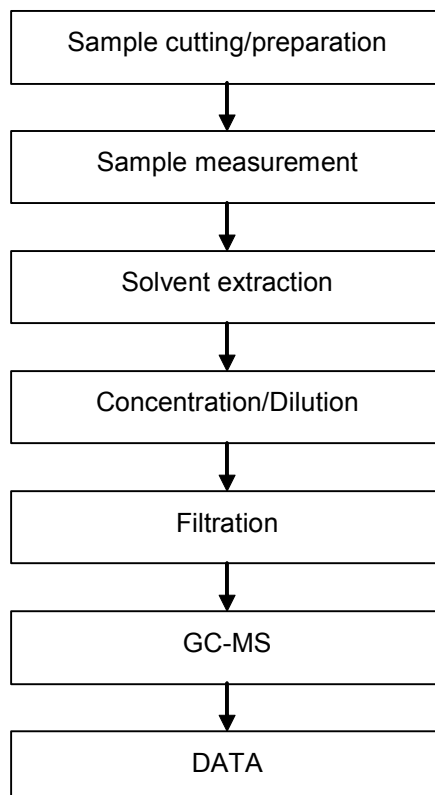 Sample cutting/preparation
Sample measurement
Solvent extraction
Concentration/Dilution
Filtration
GC-MS
DATA